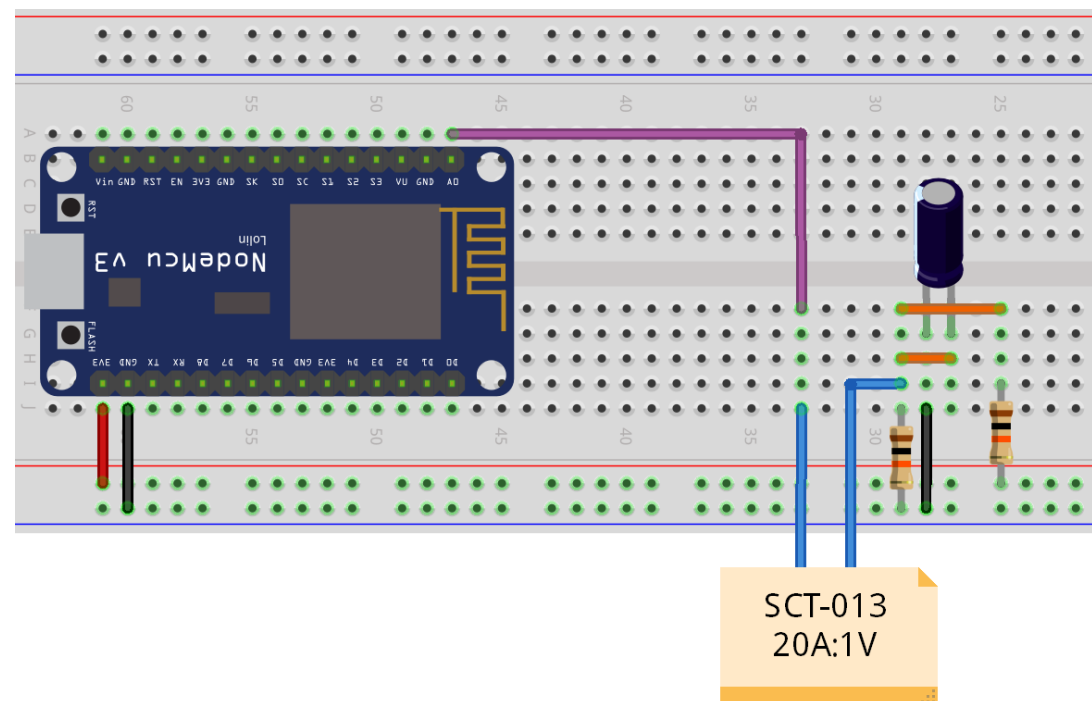 60 55 50 45 40 35 30 25
A
B
C
D
Vin GND RST EN 3V3 GND SK S0 SC S1 S2 S3 VU GND A0
RST
Lolin
NodeMcu v3
FLASH
G
H
I
J
3V3 GND TX RX D8 D7 D6 D5 GND 3V3 D4 D3 D2 D1 D0
55 50 45 40 35 30 25
SCT-013
20A:1V